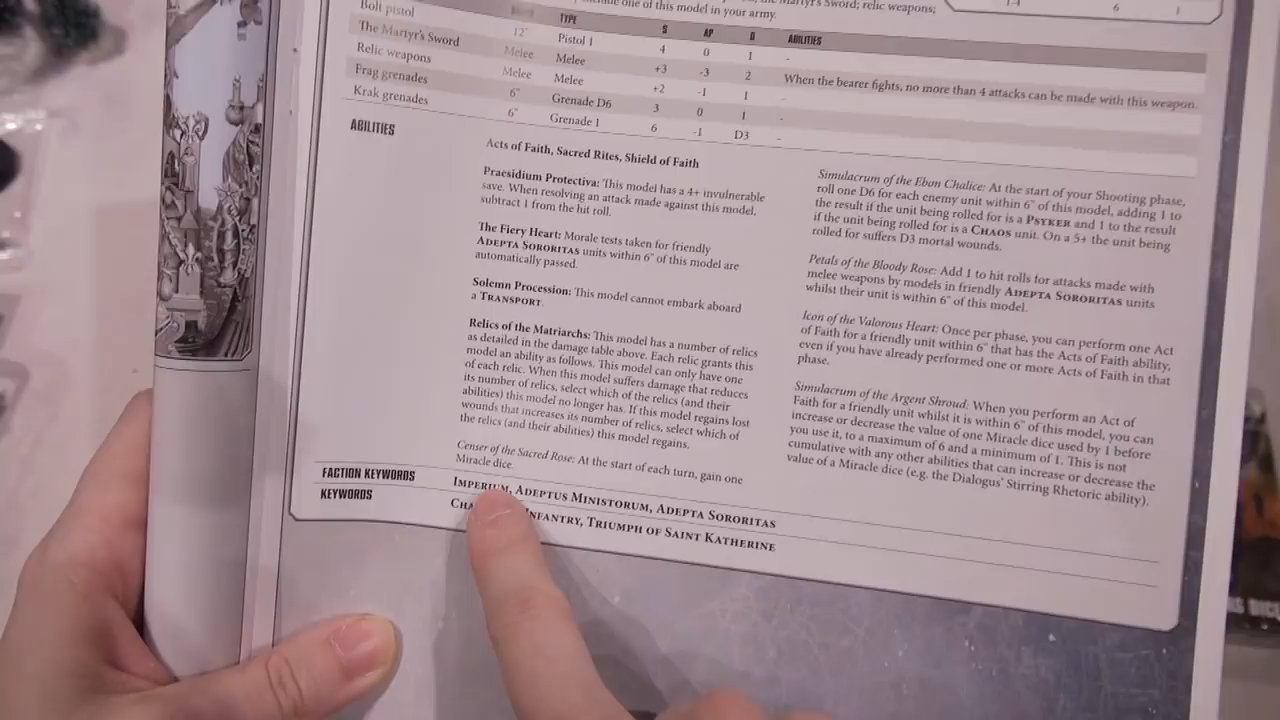 include one of this model in your army.
the Martyr's Sword; relic weapons;
1-4 6 1
TYPE S AP D ABILITIES
Bolt pistol 12" Pistol 1 4 0 1 -
The Martyr's Sword Melee Melee +3 -3 2 When the bearer fights, no more than 4 attacks can be made with this weapon.
Relic weapons Melee Melee +2 -1 1 -
Frag grenades 6" Grenade D6 3 0 1 -
Krak grenades 6" Grenade 1 6 -1 D3 -
ABILITIES
Acts of Faith, Sacred Rites, Shield of Faith
Praesidium Protectiva: This model has a 4+ invulnerable
save. When resolving an attack made against this model,
subtract 1 from the hit roll.
The Fiery Heart: Morale tests taken for friendly
ADEPTA SORORITAS units within 6" of this model are
automatically passed.
Solemn Procession: This model cannot embark aboard
a TRANSPORT.
Relics of the Matriarchs: This model has a number of relics
as detailed in the damage table above. Each relic grants this
model an ability as follows. This model can only have one
of each relic. When this model suffers damage that reduces
its number of relics, select which of the relics (and their
abilities) this model no longer has. If this model regains lost
wounds that increases its number of relics, select which of
the relics (and their abilities) this model regains.
Censer of the Sacred Rose: At the start of each turn, gain one
Miracle dice.
Simulacrum of the Ebon Chalice: At the start of your Shooting phase,
roll one D6 for each enemy unit within 6" of this model, adding 1 to
the result if the unit being rolled for is a PSYKER and 1 to the result
if the unit being rolled for is a CHAOS unit. On a 5+ the unit being
rolled for suffers D3 mortal wounds.
Petals of the Bloody Rose: Add 1 to hit rolls for attacks made with
melee weapons by models in friendly ADEPTA SORORITAS units
whilst their unit is within 6" of this model.
Icon of the Valorous Heart: Once per phase, you can perform one Act
of Faith for a friendly unit within 6" that has the Acts of Faith ability,
even if you have already performed one or more Acts of Faith in that
phase.
Simulacrum of the Argent Shroud: When you perform an Act of
Faith for a friendly unit whilst it is within 6" of this model, you can
increase or decrease the value of one Miracle dice used by 1 before
you use it, to a maximum of 6 and a minimum of 1. This is not
cumulative with any other abilities that can increase or decrease the
value of a Miracle dice (e.g. the Dialogus' Stirring Rhetoric ability).
FACTION KEYWORDS IMPERIUM, ADEPTUS MINISTORUM, ADEPTA SORORITAS
KEYWORDS CHA NFANTRY, TRIUMPH OF SAINT KATHERINE